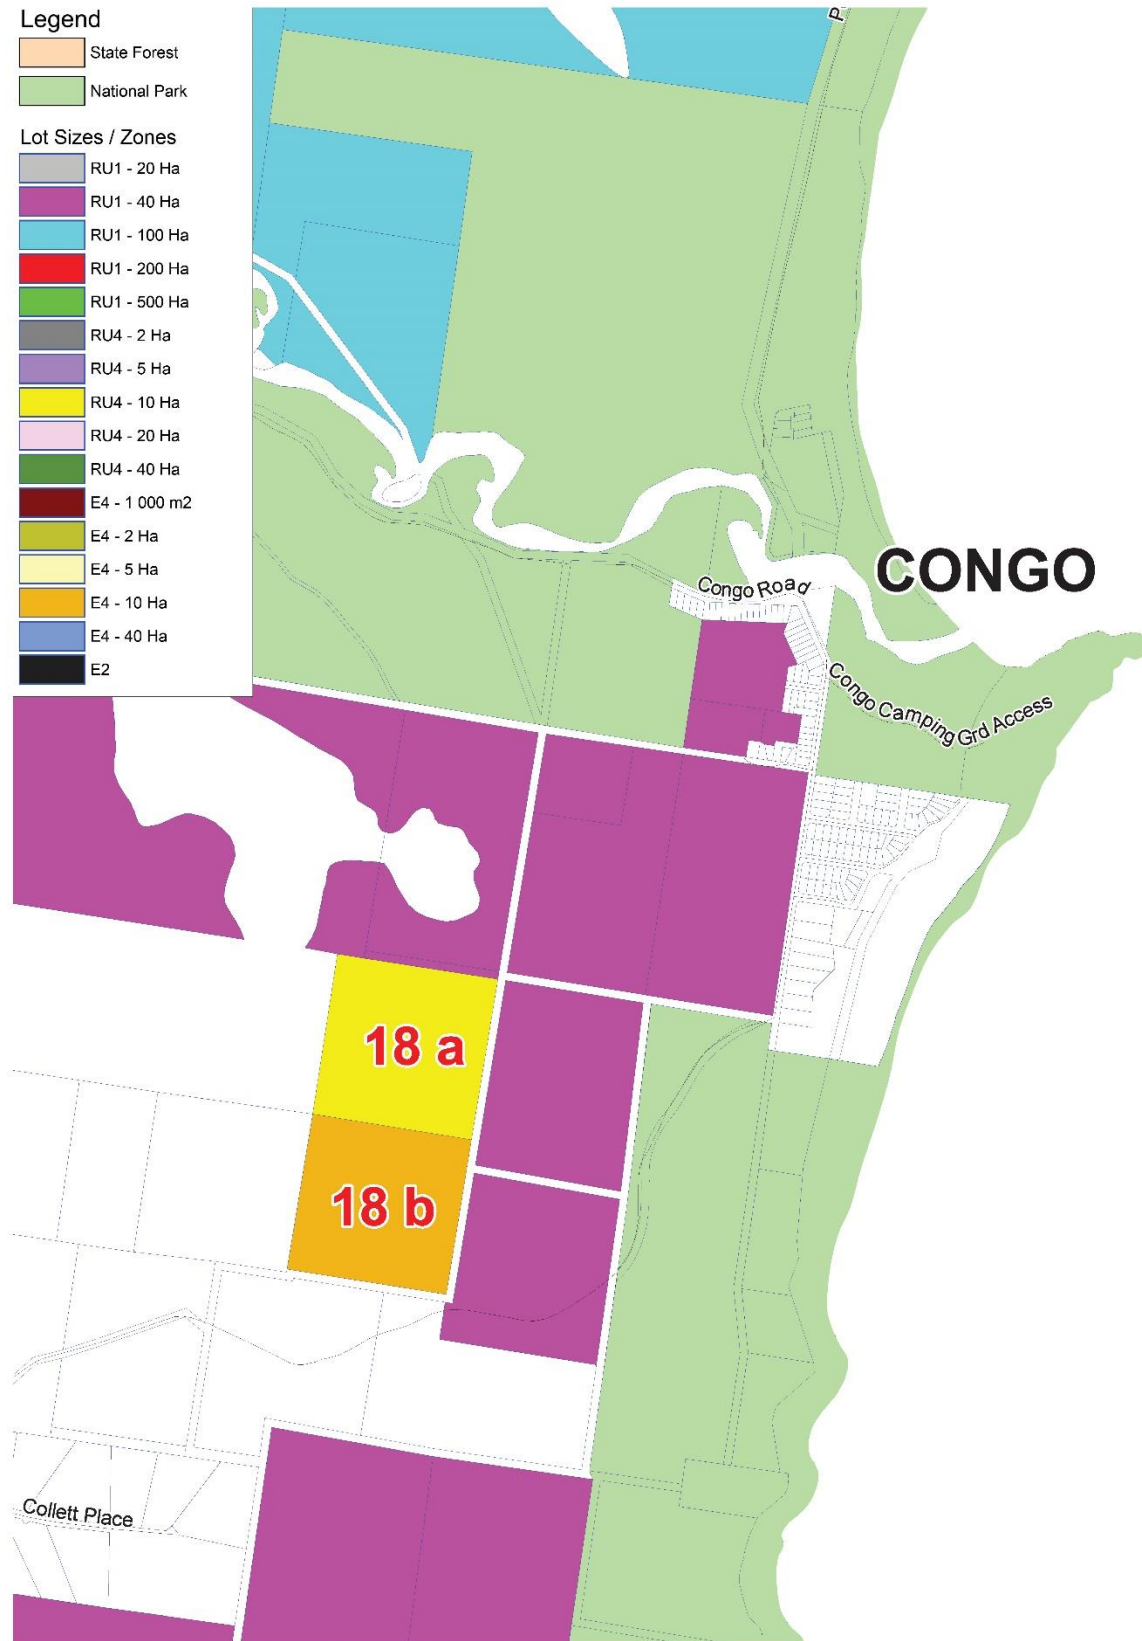 Legend
State Forest
National Park
Lot Sizes / Zones
RU1 - 20 Ha
RU1 - 40 Ha
RU1 - 100 Ha
RU1 - 200 Ha
RU1 - 500 Ha
RU4 - 2 Ha
RU4 - 5 Ha
RU4 - 10 Ha
RU4 - 20 Ha
RU4 - 40 Ha
E4 - 1 000 m2
E4 - 2 Ha
E4 - 5 Ha
E4 - 10 Ha
E4 - 40 Ha
E2
CONGO
Congo Road
Congo Camping Grd Access
18 a
18 b
Collett Place